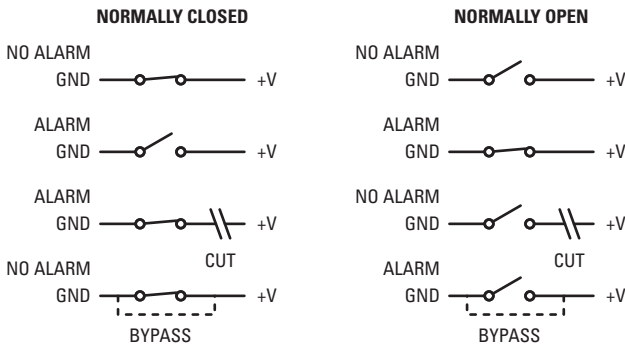 NORMALLY CLOSED
NO ALARM
GND +V
ALARM
GND +V
ALARM
GND +V
CUT
NO ALARM
GND +V
BYPASS
NORMALLY OPEN
NO ALARM
GND +V
ALARM
GND +V
NO ALARM
GND +V
CUT
ALARM
GND +V
BYPASS